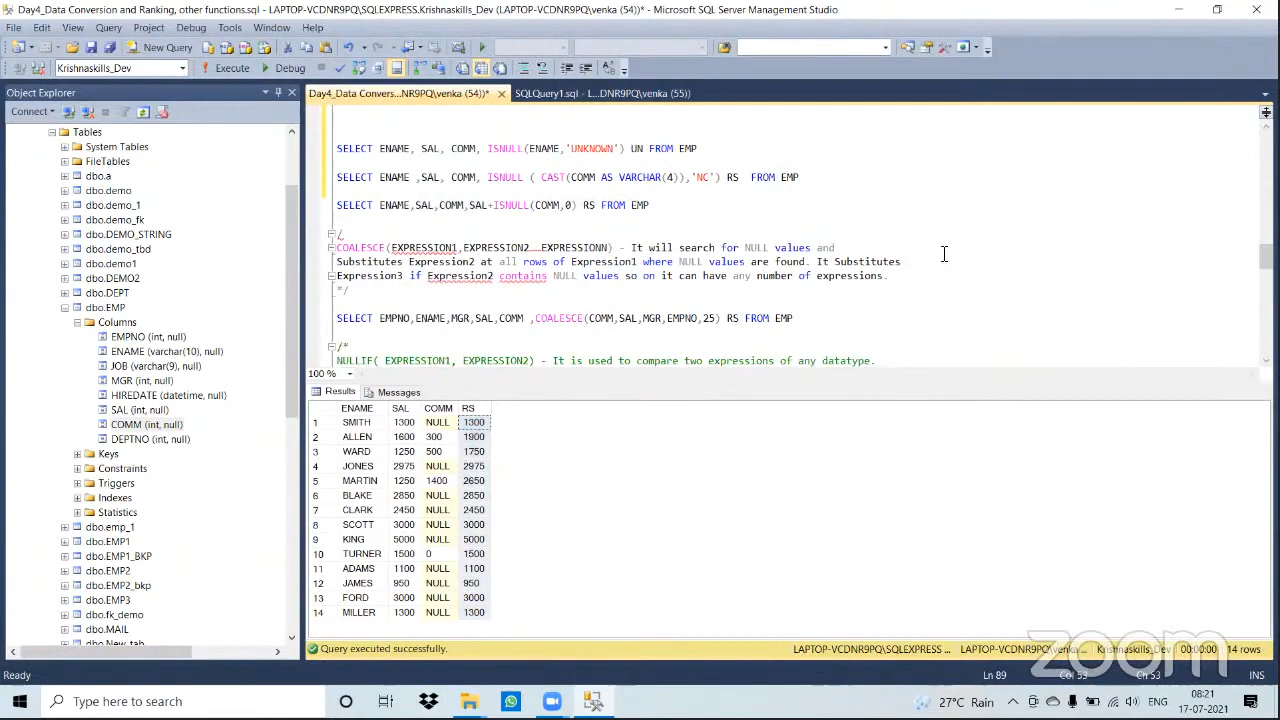 Day4_Data Conversion and Ranking, other functions.sql - LAPTOP-VCDNR9PQ\SQLEXPRESS.Krishnaskills_Dev (LAPTOP-VCDNR9PQ\venka (54))* - Microsoft SQL Server Management Studio
File Edit View Query Project Debug Tools Window Help
New Query
Krishnaskills_Dev Execute Debug
Object Explorer
Day4_Data Convers...NR9PQ\venka (54))* SQLQuery1.sql - L...DNR9PQ\venka (55))
Connect
Tables
System Tables
FileTables
dbo.a
dbo.demo
dbo.demo_1
dbo.demo_fk
dbo.DEMO_STRING
dbo.demo_tbd
dbo.demo1
dbo.DEMO2
dbo.DEPT
dbo.EMP
Columns
EMPNO (int, null)
ENAME (varchar(10), null)
JOB (varchar(9), null)
MGR (int, null)
HIREDATE (datetime, null)
SAL (int, null)
COMM (int, null)
DEPTNO (int, null)
Keys
Constraints
Triggers
Indexes
Statistics
dbo.emp_1
dbo.EMP1
dbo.EMP1_BKP
dbo.EMP2
dbo.EMP2_bkp
dbo.EMP3
dbo.fk_demo
dbo.MAIL
dbo.New_tab
SELECT ENAME, SAL, COMM, ISNULL(ENAME,'UNKNOWN') UN FROM EMP
SELECT ENAME ,SAL, COMM, ISNULL ( CAST(COMM AS VARCHAR(4)),'NC') RS  FROM EMP
SELECT ENAME,SAL,COMM,SAL+ISNULL(COMM,0) RS FROM EMP
/
COALESCE(EXPRESSION1,EXPRESSION2……EXPRESSIONN) - It will search for NULL values and
Substitutes Expression2 at all rows of Expression1 where NULL values are found. It Substitutes
Expression3 if Expression2 contains NULL values so on it can have any number of expressions.
*/
SELECT EMPNO,ENAME,MGR,SAL,COMM ,COALESCE(COMM,SAL,MGR,EMPNO,25) RS FROM EMP
/*
NULLIF( EXPRESSION1, EXPRESSION2) - It is used to compare two expressions of any datatype.
100 %
Results Messages
ENAME SAL COMM RS
1 SMITH 1300 NULL 1300
2 ALLEN 1600 300 1900
3 WARD 1250 500 1750
4 JONES 2975 NULL 2975
5 MARTIN 1250 1400 2650
6 BLAKE 2850 NULL 2850
7 CLARK 2450 NULL 2450
8 SCOTT 3000 NULL 3000
9 KING 5000 NULL 5000
10 TURNER 1500 0 1500
11 ADAMS 1100 NULL 1100
12 JAMES 950 NULL 950
13 FORD 3000 NULL 3000
14 MILLER 1300 NULL 1300
Query executed successfully. LAPTOP-VCDNR9PQ\SQLEXPRESS ... LAPTOP-VCDNR9PQ\venka ... Krishnaskills_Dev 00:00:00 14 rows
zoom
Ready Ln 89 Col 53 Ch 53 INS
Type here to search
27°C Rain ENG 08:21
17-07-2021